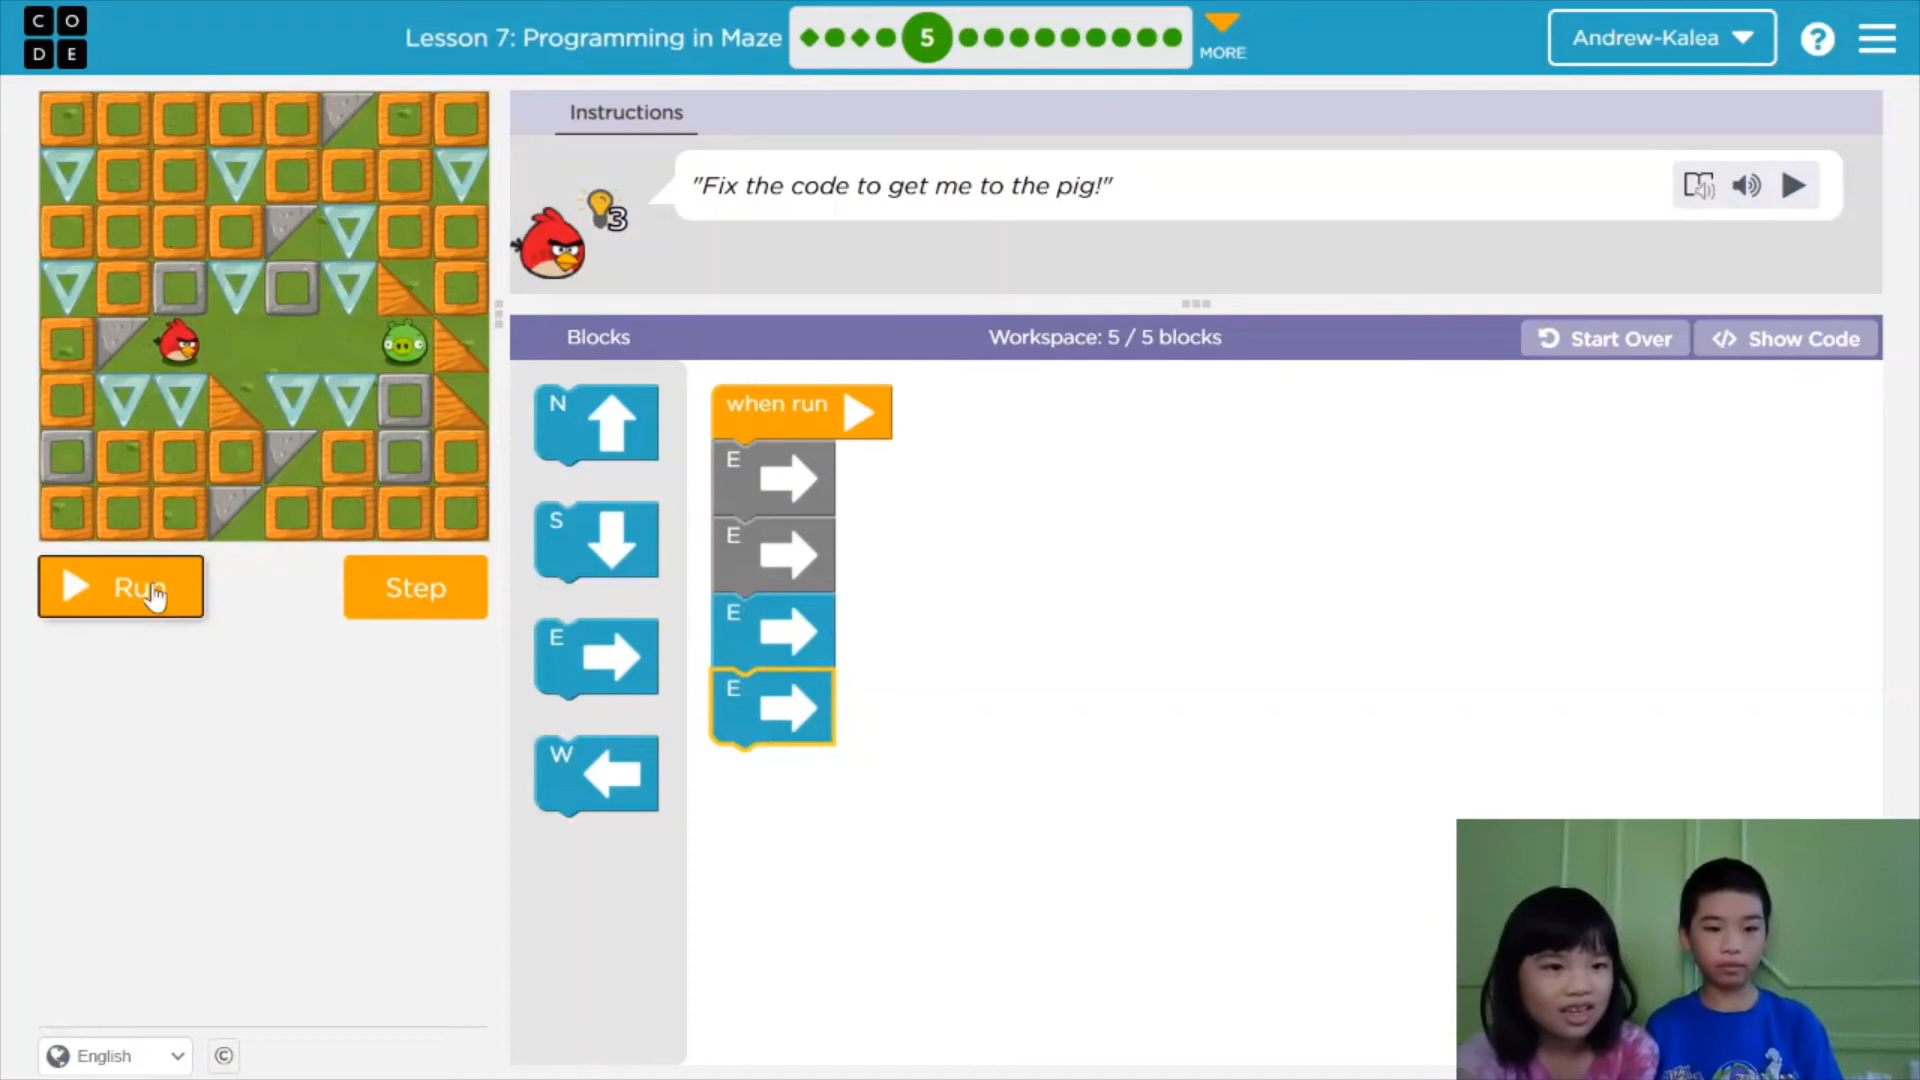 C O
D E
Lesson 7: Programming in Maze
5
MORE
Andrew-Kalea
?
Instructions
"Fix the code to get me to the pig!"
3
Blocks
Workspace: 5 / 5 blocks
Start Over
</> Show Code
N
S
E
W
when run
E
E
E
E
Run
Step
English
©